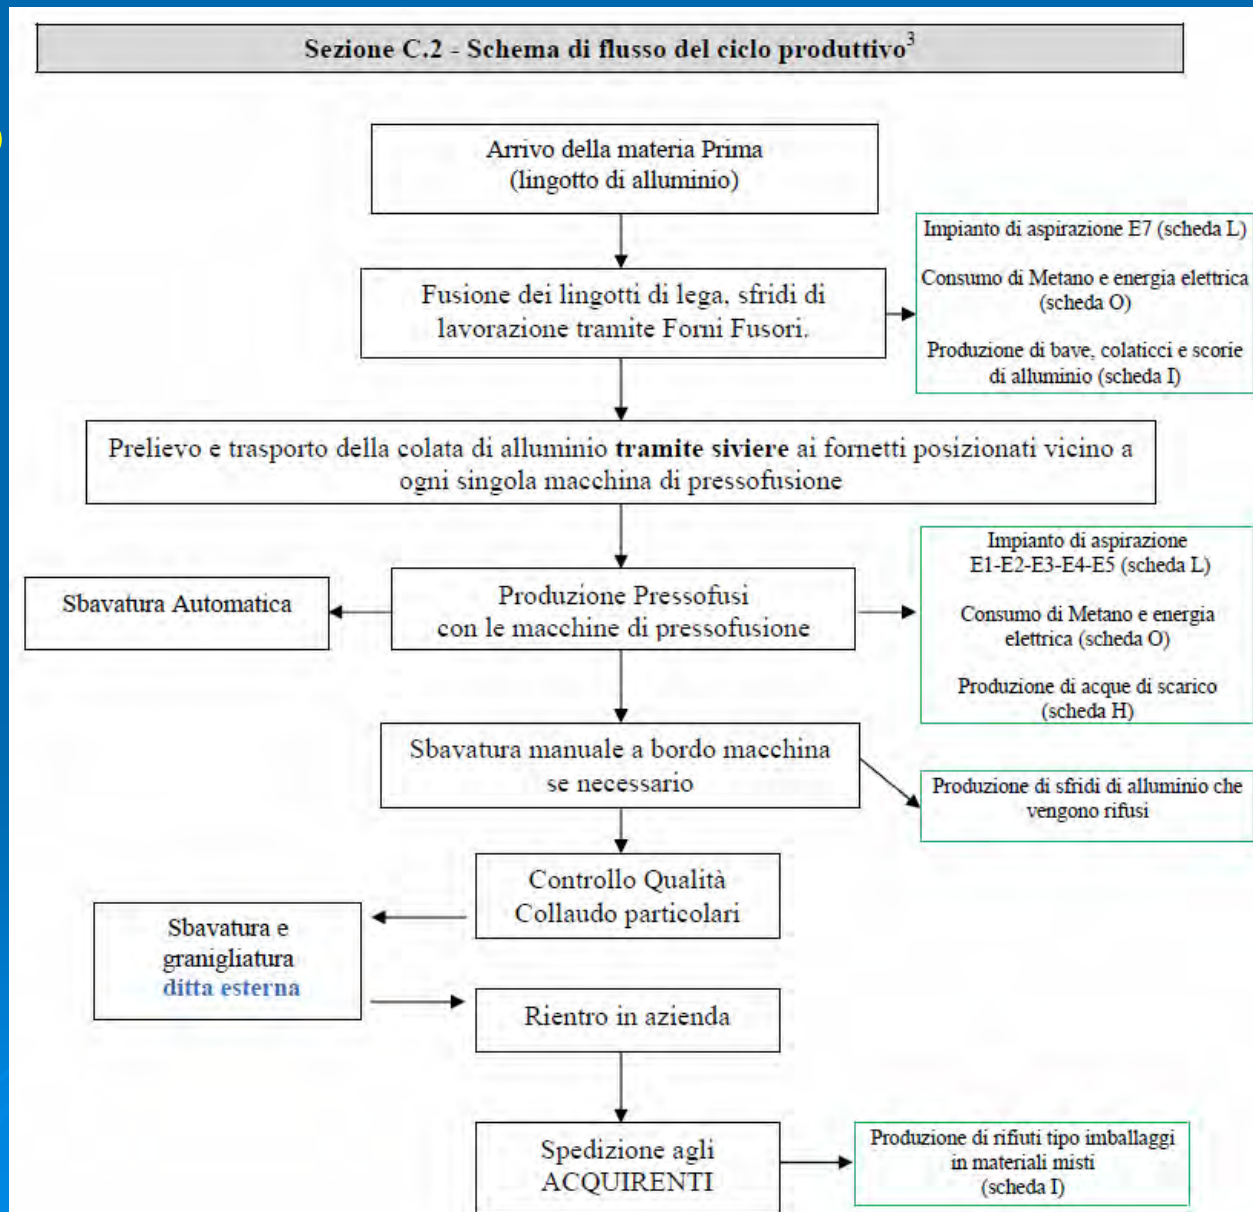 Sezione C.2 - Schema di flusso del ciclo produttivo3
Arrivo della materia Prima
(lingotto di alluminio)
Impianto di aspirazione E7 (scheda L)
Consumo di Metano e energia elettrica
(scheda O)
Produzione di bave, colaticci e scorie
di alluminio (scheda I)
Fusione dei lingotti di lega, sfridi di
lavorazione tramite Forni Fusori.
Prelievo e trasporto della colata di alluminio tramite siviere ai fornetti posizionati vicino a
ogni singola macchina di pressofusione
Impianto di aspirazione
E1-E2-E3-E4-E5 (scheda L)
Consumo di Metano e energia
elettrica (scheda O)
Produzione di acque di scarico
(scheda H)
Sbavatura Automatica
Produzione Pressofusi
con le macchine di pressofusione
Sbavatura manuale a bordo macchina
se necessario
Produzione di sfridi di alluminio che
vengono rifusi
Controllo Qualità
Collaudo particolari
Sbavatura e
granigliatura
ditta esterna
Rientro in azienda
Spedizione agli
ACQUIRENTI
Produzione di rifiuti tipo imballaggi
in materiali misti
(scheda I)